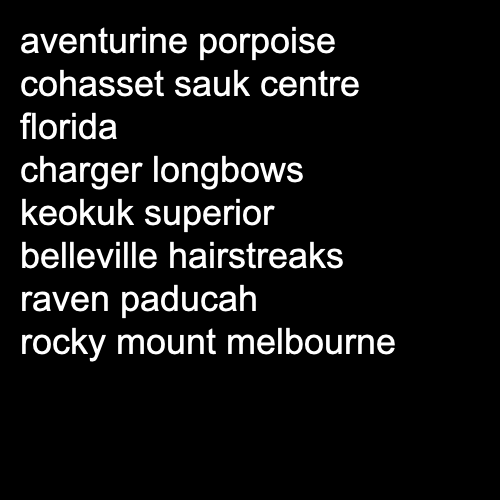 aventurine porpoise
cohasset sauk centre
florida
charger longbows
keokuk superior
belleville hairstreaks
raven paducah
rocky mount melbourne